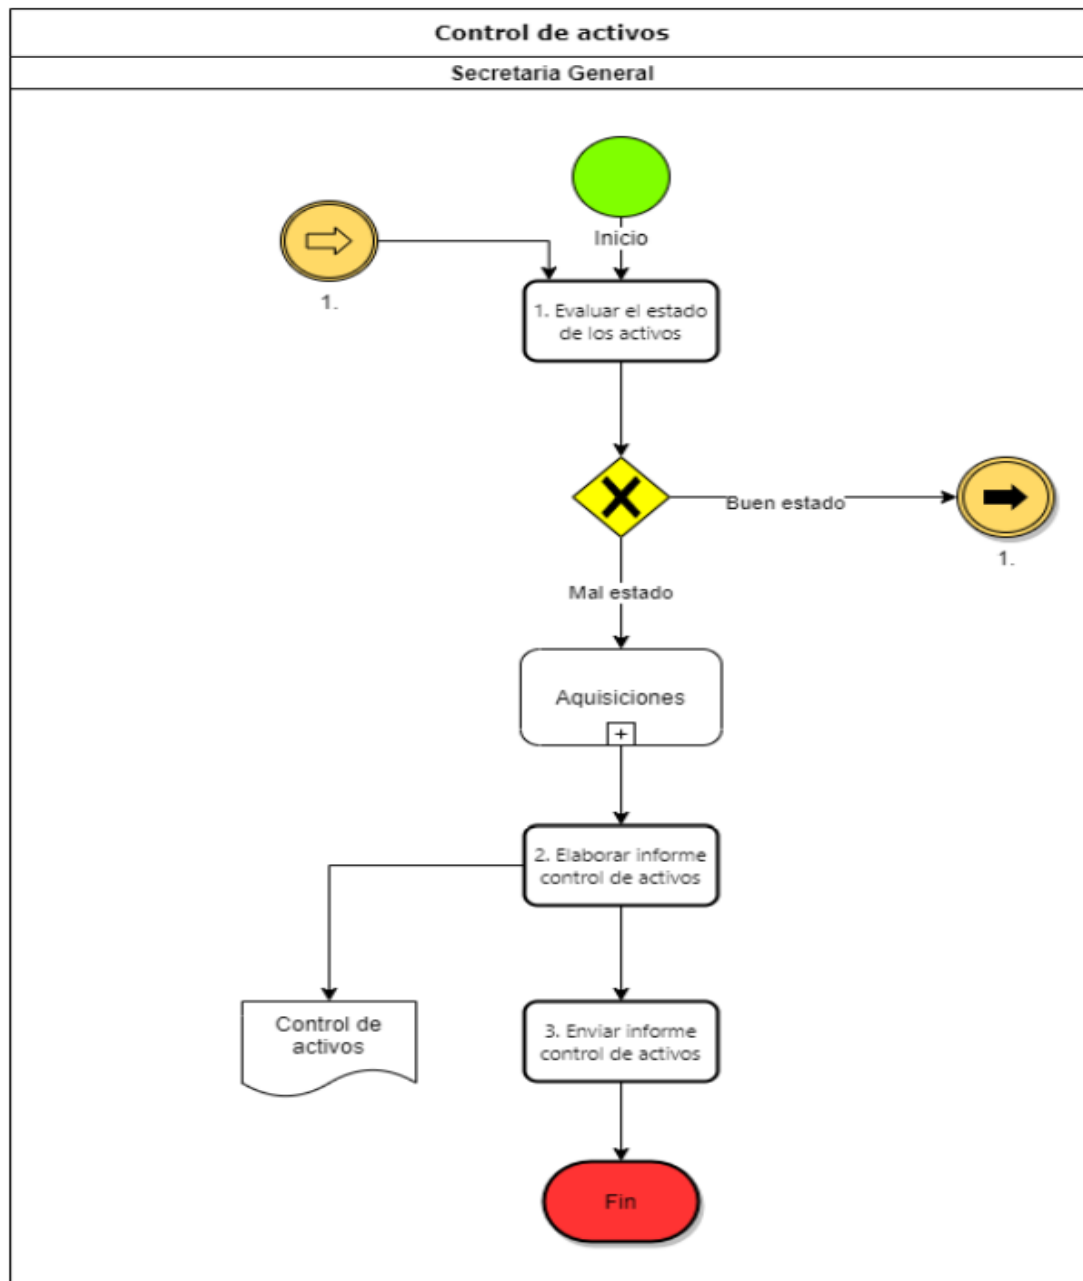 Control de activos
Secretaria General
Inicio
1.
1. Evaluar el estado
de los activos
Buen estado
1.
Mal estado
Aquisiciones
2. Elaborar informe
control de activos
Control de
activos
3. Enviar informe
control de activos
Fin